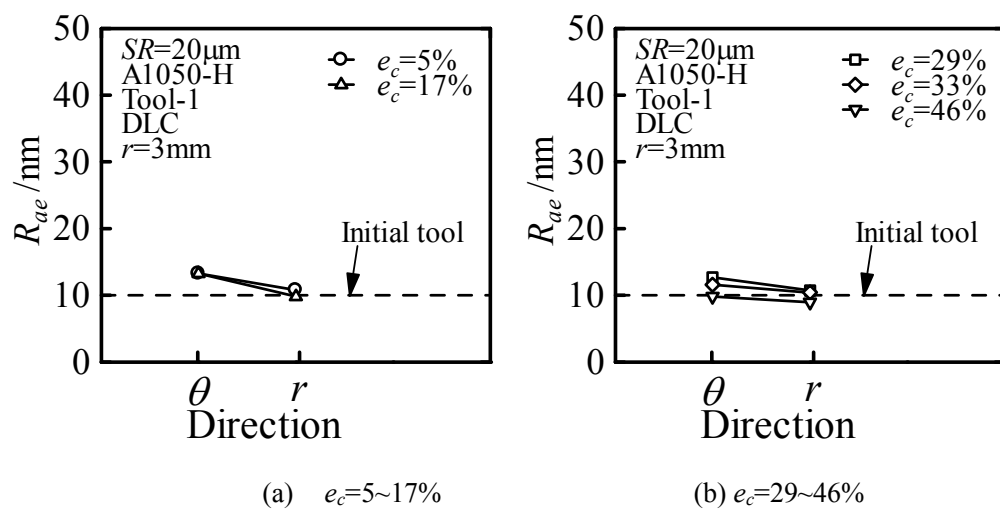 50
40
30
20
10
0
R_ae /nm
SR=20μm
A1050-H
Tool-1
DLC
r=3mm
e_c=5%
e_c=17%
Initial tool
θ r
Direction
(a) e_c=5~17%
50
40
30
20
10
0
R_ae /nm
SR=20μm
A1050-H
Tool-1
DLC
r=3mm
e_c=29%
e_c=33%
e_c=46%
Initial tool
θ r
Direction
(b) e_c=29~46%